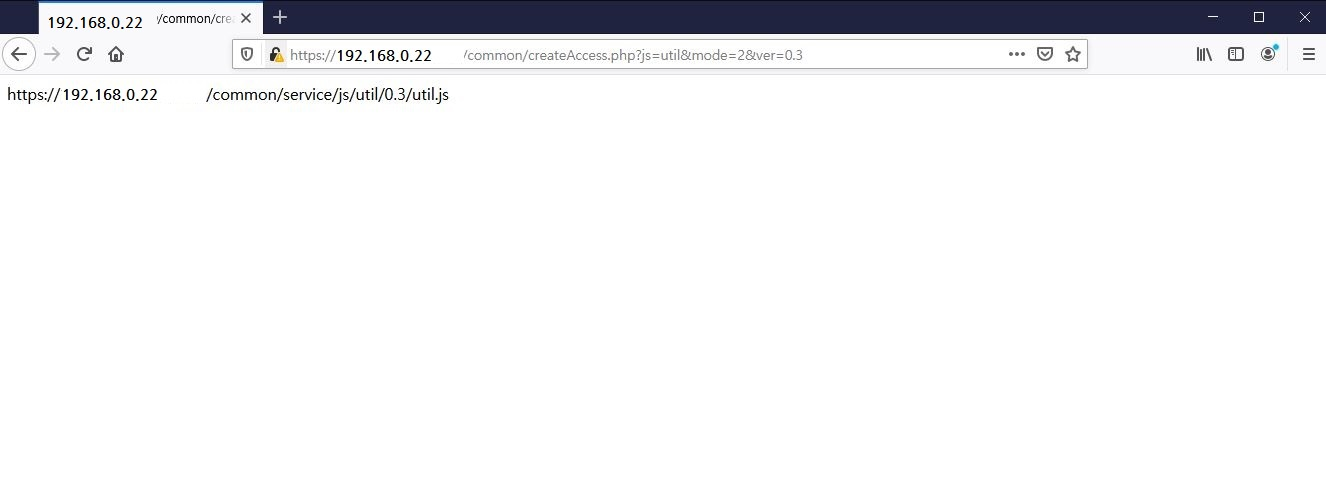 192.168.0.22 /common/crea
https://192.168.0.22 /common/createAccess.php?js=util&mode=2&ver=0.3
https://192.168.0.22 /common/service/js/util/0.3/util.js